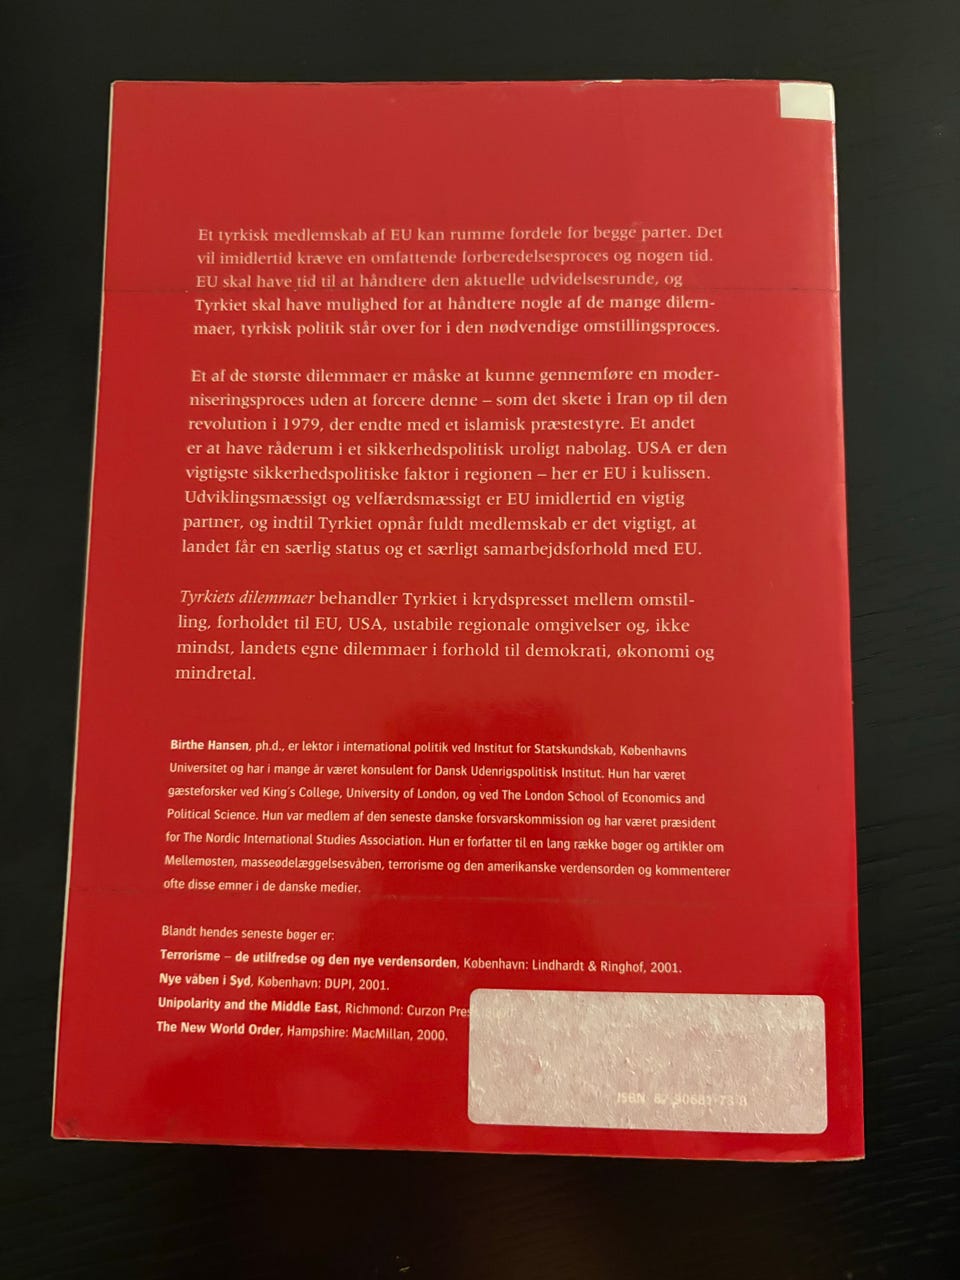 Et tyrkisk medlemskab af EU kan rumme fordele for begge parter. Det
vil imidlertid kræve en omfattende forberedelsesproces og nogen tid.
EU skal have tid til at håndtere den aktuelle udvidelsesrunde, og
Tyrkiet skal have mulighed for at håndtere nogle af de mange dilem-
maer, tyrkisk politik står over for i den nødvendige omstillingsproces.
Et af de største dilemmaer er måske at kunne gennemføre en moder-
niseringsproces uden at forcere denne – som det skete i Iran op til den
revolution i 1979, der endte med et islamisk præstestyre. Et andet
er at have råderum i et sikkerhedspolitisk uroligt nabolag. USA er den
vigtigste sikkerhedspolitiske faktor i regionen – her er EU i kulissen.
Udviklingsmæssigt og velfærdsmæssigt er EU imidlertid en vigtig
partner, og indtil Tyrkiet opnår fuldt medlemskab er det vigtigt, at
landet får en særlig status og et særligt samarbejdsforhold med EU.
Tyrkiets dilemmaer behandler Tyrkiet i krydspresset mellem omstil-
ling, forholdet til EU, USA, ustabile regionale omgivelser og, ikke
mindst, landets egne dilemmaer i forhold til demokrati, økonomi og
mindretal.
Birthe Hansen, ph.d., er lektor i international politik ved Institut for Statskundskab, Københavns
Universitet og har i mange år været konsulent for Dansk Udenrigspolitisk Institut. Hun har været
gæsteforsker ved King's College, University of London, og ved The London School of Economics and
Political Science. Hun var medlem af den seneste danske forsvarskommission og har været præsident
for The Nordic International Studies Association. Hun er forfatter til en lang række bøger og artikler om
Mellemøsten, masseødelæggelsesvåben, terrorisme og den amerikanske verdensorden og kommenterer
ofte disse emner i de danske medier.
Blandt hendes seneste bøger er:
Terrorisme – de utilfredse og den nye verdensorden, København: Lindhardt & Ringhof, 2001.
Nye våben i Syd, København: DUPI, 2001.
Unipolarity and the Middle East, Richmond: Curzon Pres
The New World Order, Hampshire: MacMillan, 2000.
ISBN